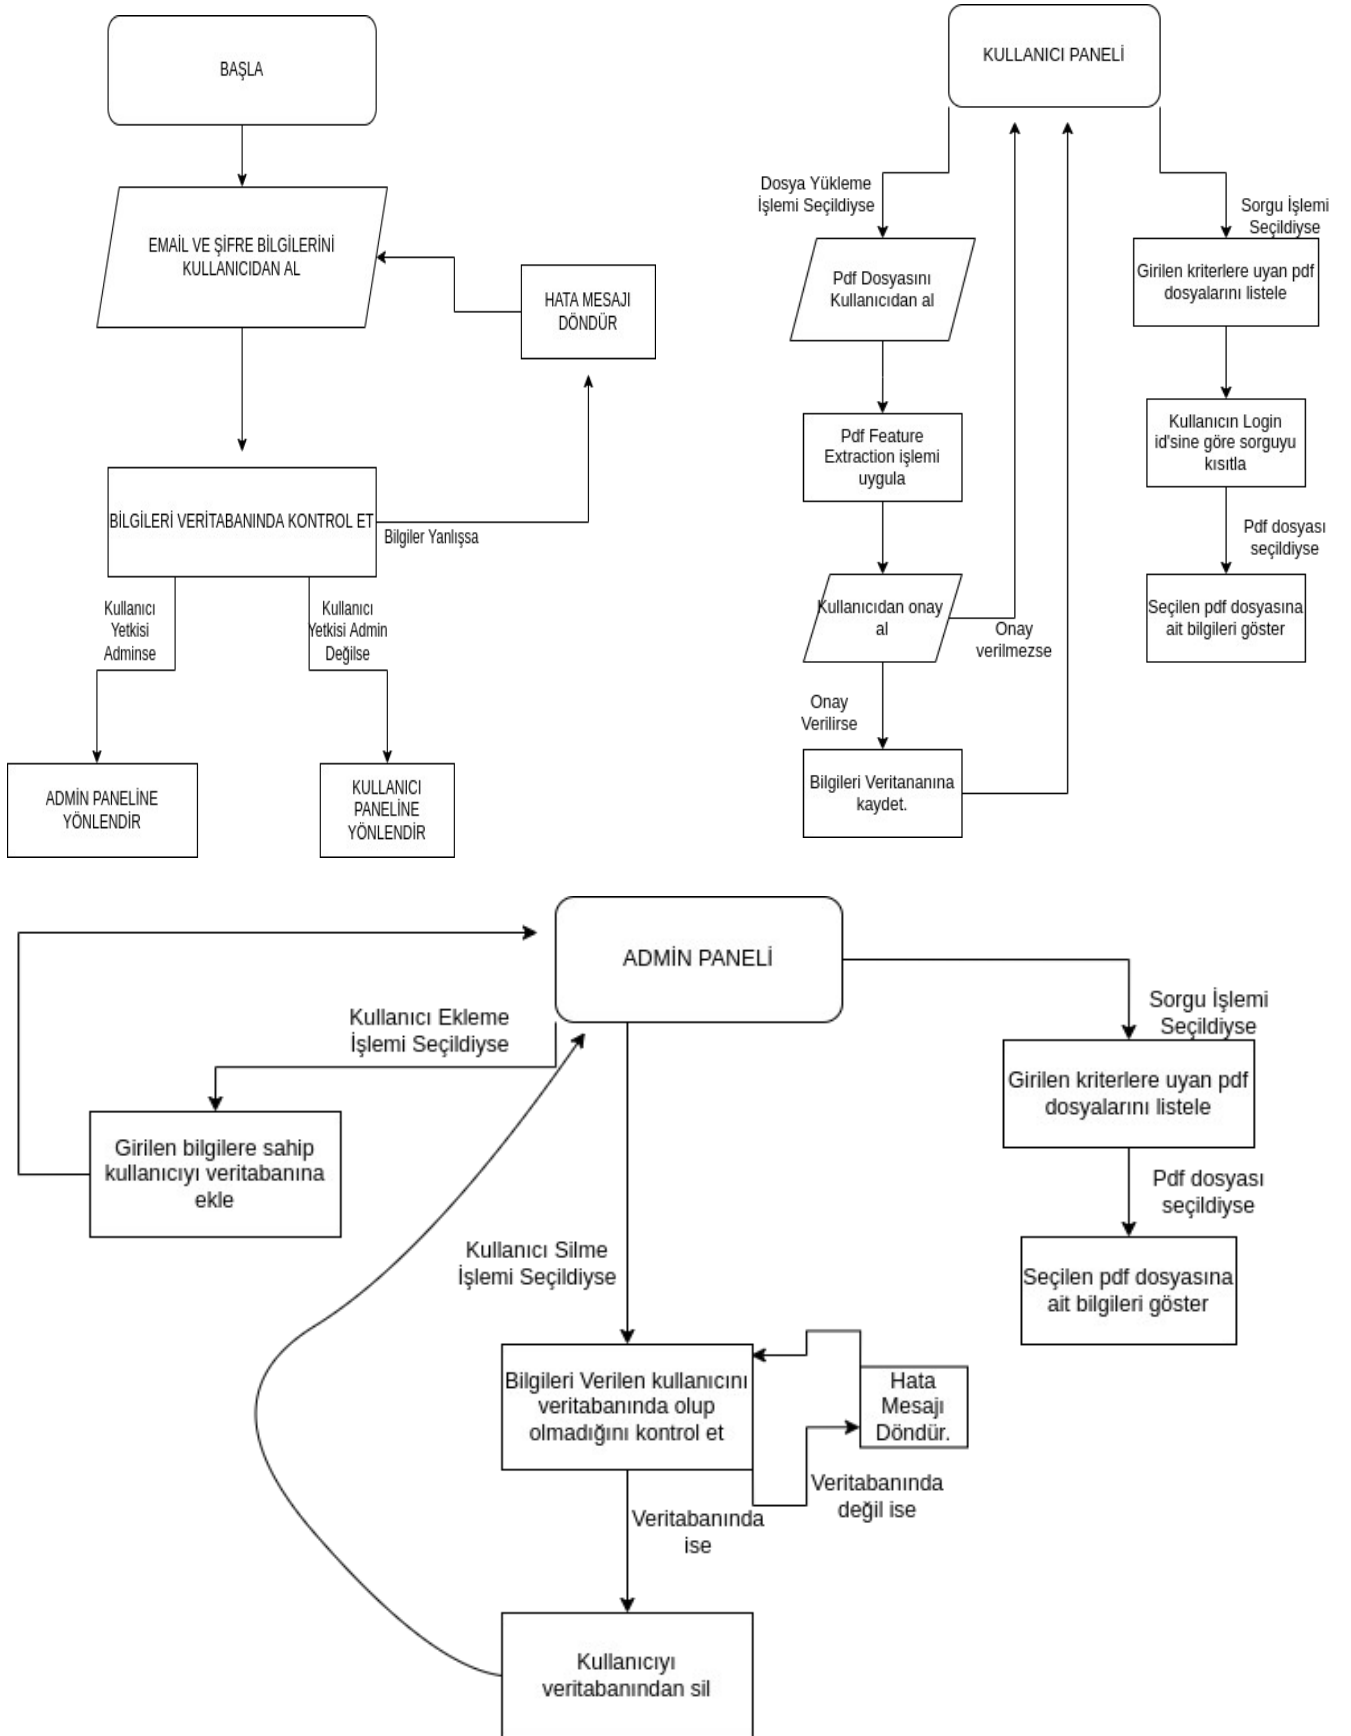 BAŞLA
EMAİL VE ŞİFRE BİLGİLERİNİ
KULLANICIDAN AL
HATA MESAJI
DÖNDÜR
BİLGİLERİ VERİTABANINDA KONTROL ET
Bilgiler Yanlışsa
Kullanıcı
Yetkisi
Adminse
Kullanıcı
Yetkisi Admin
Değilse
ADMİN PANELİNE
YÖNLENDİR
KULLANICI
PANELİNE
YÖNLENDİR
KULLANICI PANELİ
Dosya Yükleme
İşlemi Seçildiyse
Pdf Dosyasını
Kullanıcıdan al
Pdf Feature
Extraction işlemi
uygula
Kullanıcıdan onay
al
Onay
verilmezse
Onay
Verilirse
Bilgileri Veritananına
kaydet.
Sorgu İşlemi
Seçildiyse
Girilen kriterlere uyan pdf
dosyalarını listele
Kullanıcın Login
id'sine göre sorguyu
kısıtla
Pdf dosyası
seçildiyse
Seçilen pdf dosyasına
ait bilgileri göster
ADMİN PANELİ
Kullanıcı Ekleme
İşlemi Seçildiyse
Girilen bilgilere sahip
kullanıcıyı veritabanına
ekle
Kullanıcı Silme
İşlemi Seçildiyse
Bilgileri Verilen kullanıcını
veritabanında olup
olmadığını kontrol et
Hata
Mesajı
Döndür.
Veritabanında
değil ise
Veritabanında
ise
Kullanıcıyı
veritabanından sil
Sorgu İşlemi
Seçildiyse
Girilen kriterlere uyan pdf
dosyalarını listele
Pdf dosyası
seçildiyse
Seçilen pdf dosyasına
ait bilgileri göster